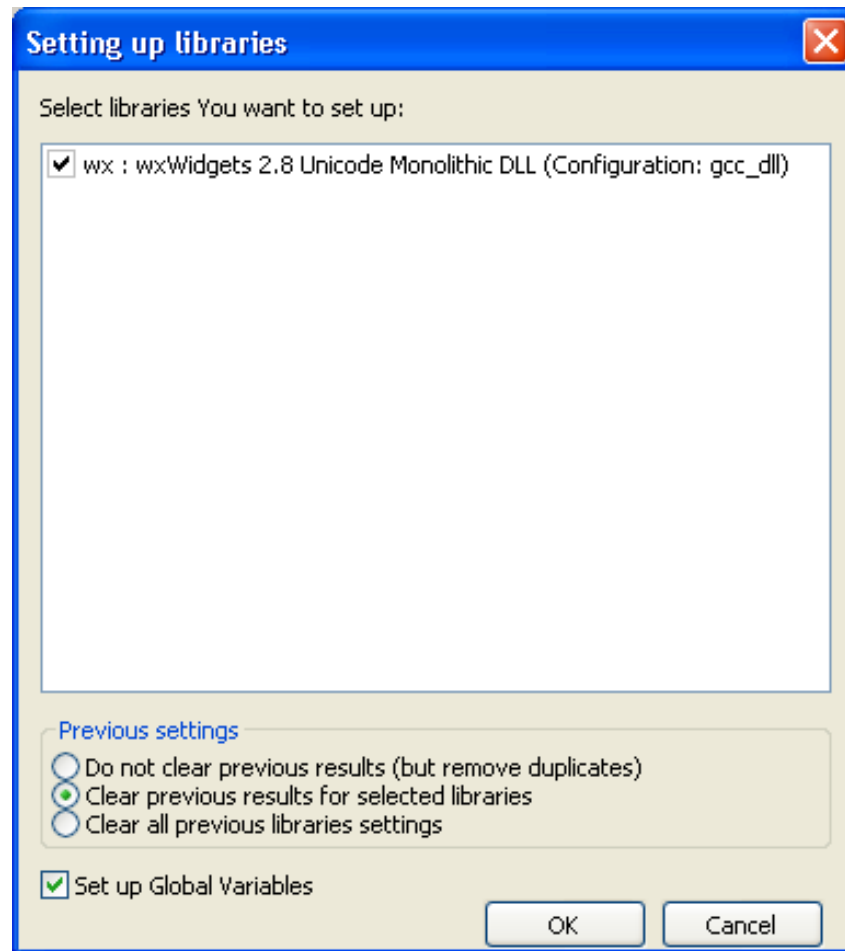 Setting up libraries
Select libraries You want to set up:
wx : wxWidgets 2.8 Unicode Monolithic DLL (Configuration: gcc_dll)
Previous settings
Do not clear previous results (but remove duplicates)
Clear previous results for selected libraries
Clear all previous libraries settings
Set up Global Variables
OK Cancel